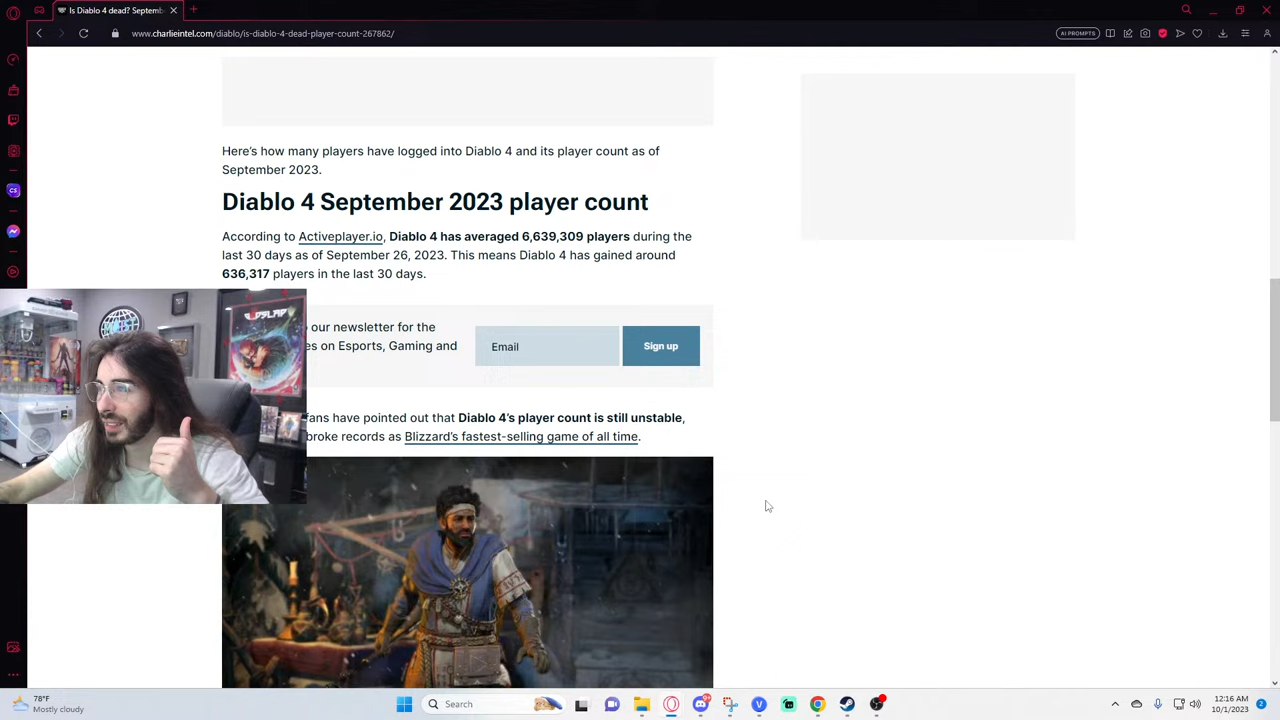 Is Diablo 4 dead? Septemb
www.charlieintel.com/diablo/is-diablo-4-dead-player-count-267862/
AI PROMPTS
Here's how many players have logged into Diablo 4 and its player count as of
September 2023.
Diablo 4 September 2023 player count
According to Activeplayer.io, Diablo 4 has averaged 6,639,309 players during the
last 30 days as of September 26, 2023. This means Diablo 4 has gained around
636,317 players in the last 30 days.
our newsletter for the
es on Esports, Gaming and
Email
Sign up
fans have pointed out that Diablo 4's player count is still unstable,
broke records as Blizzard's fastest-selling game of all time.
78°F
Mostly cloudy
Search
12:16 AM
10/1/2023